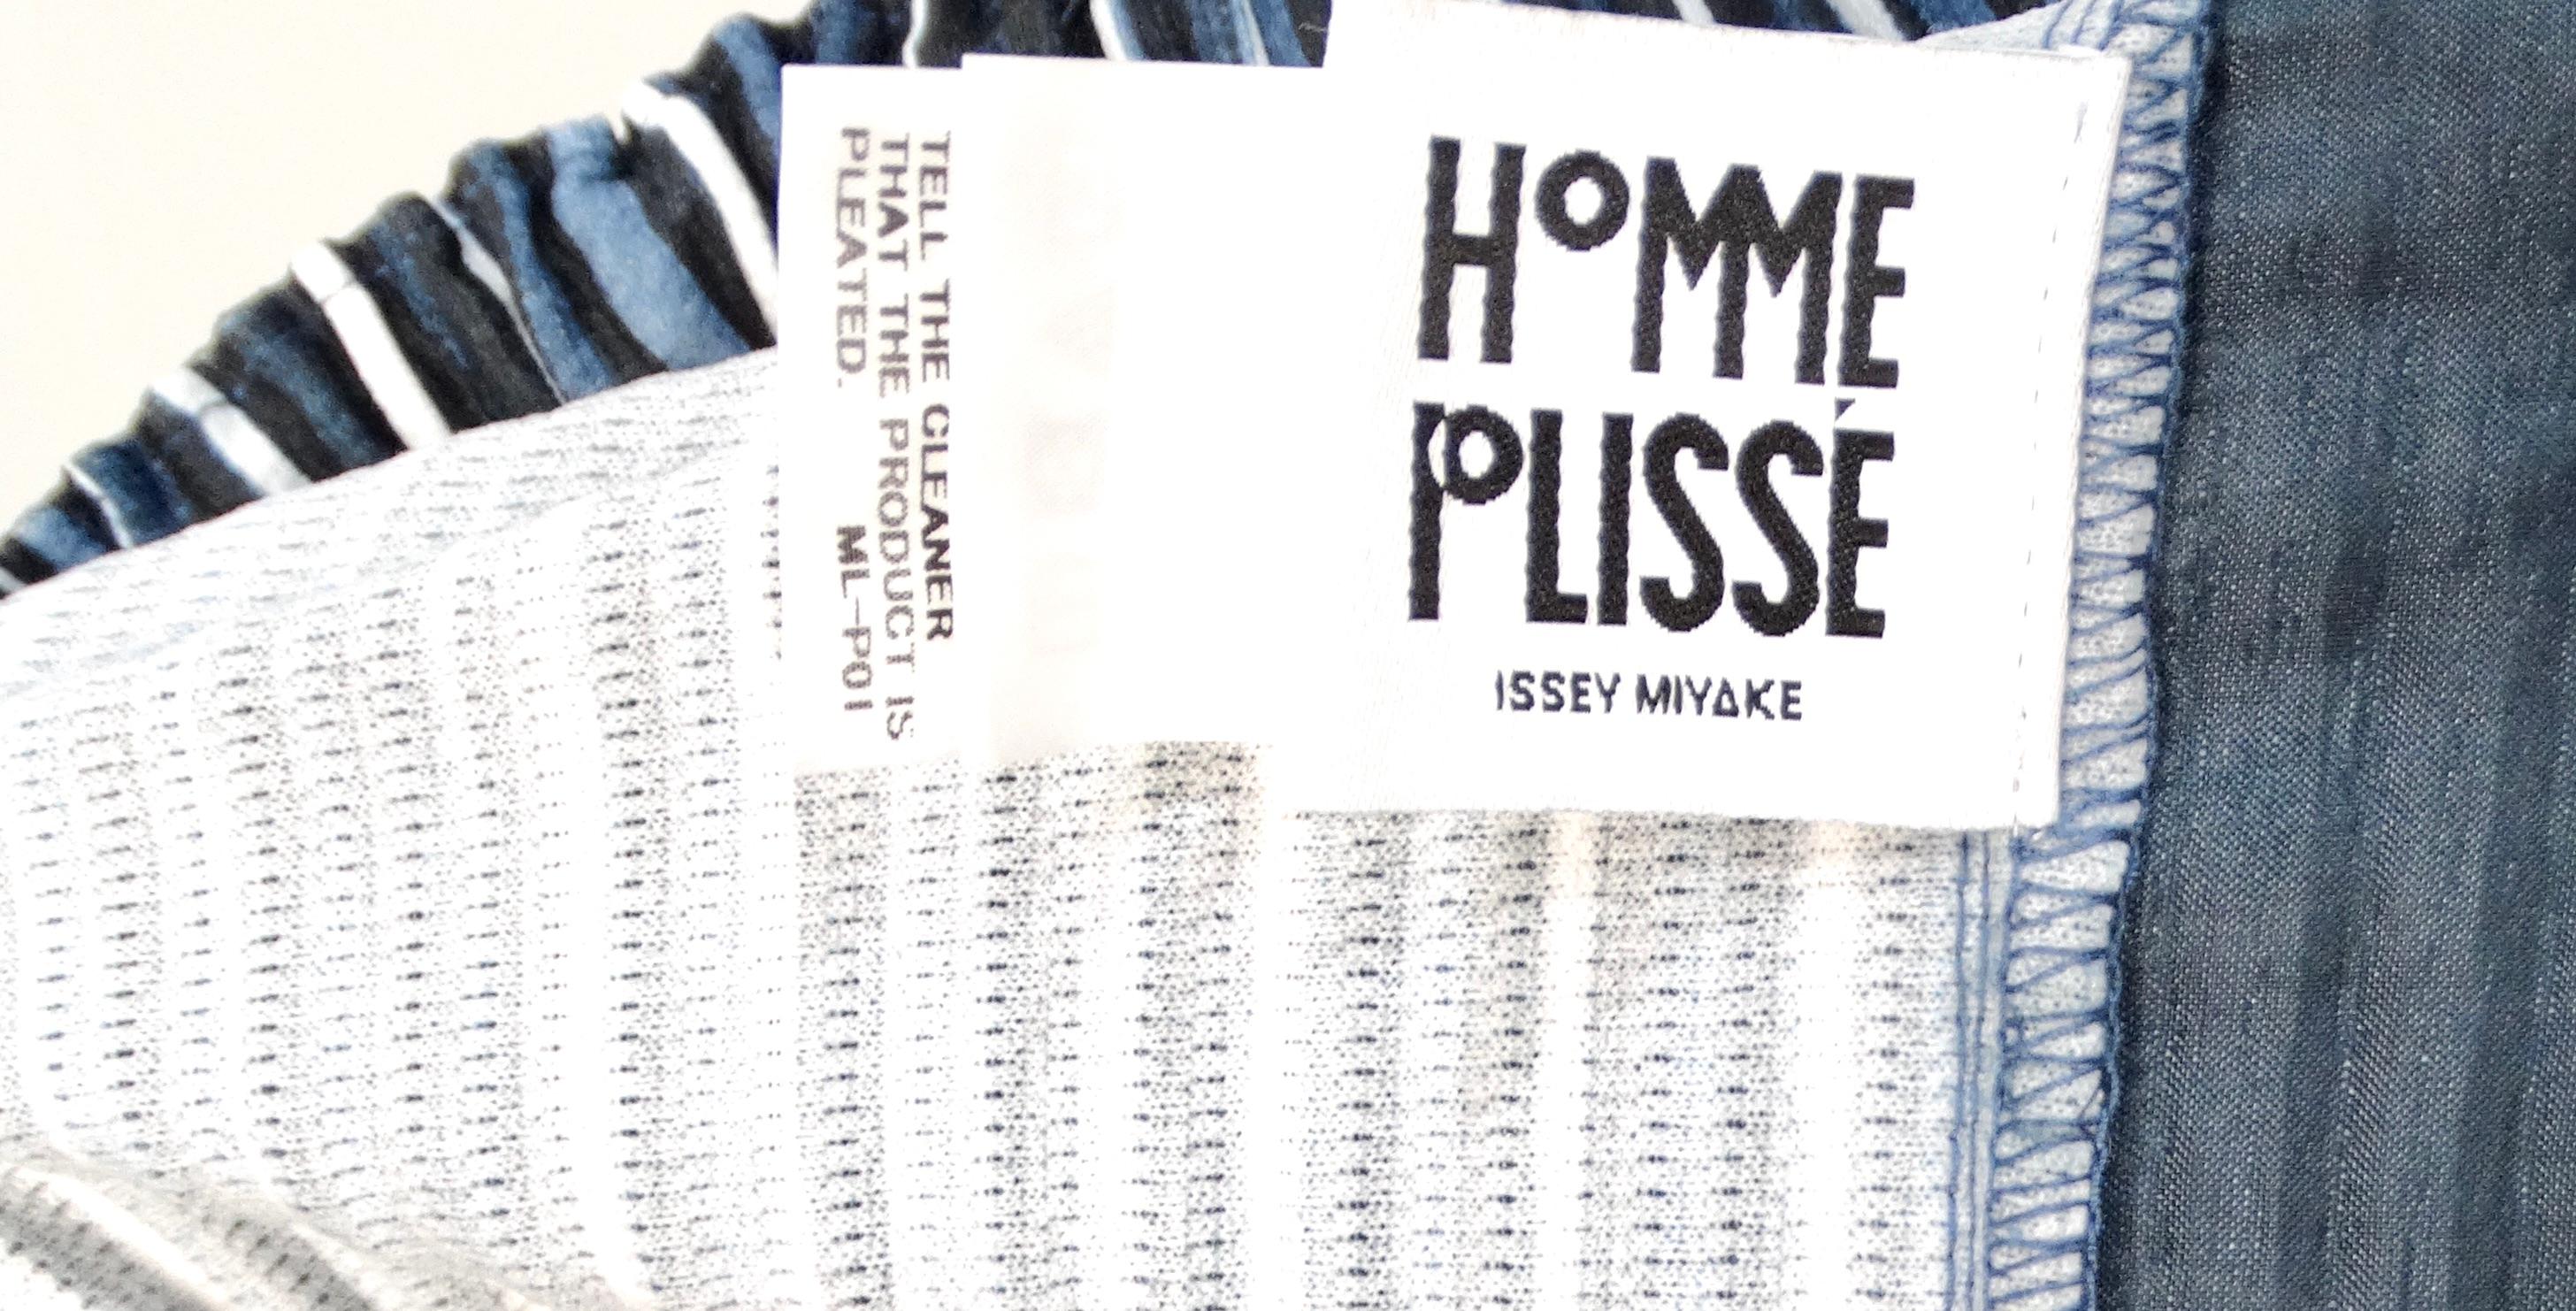 HOMME
PLISSÉ
ISSEY MIYAKE
TELL THE CLEANER
THAT THE PRODUCT IS
PLEATED. ML-P01